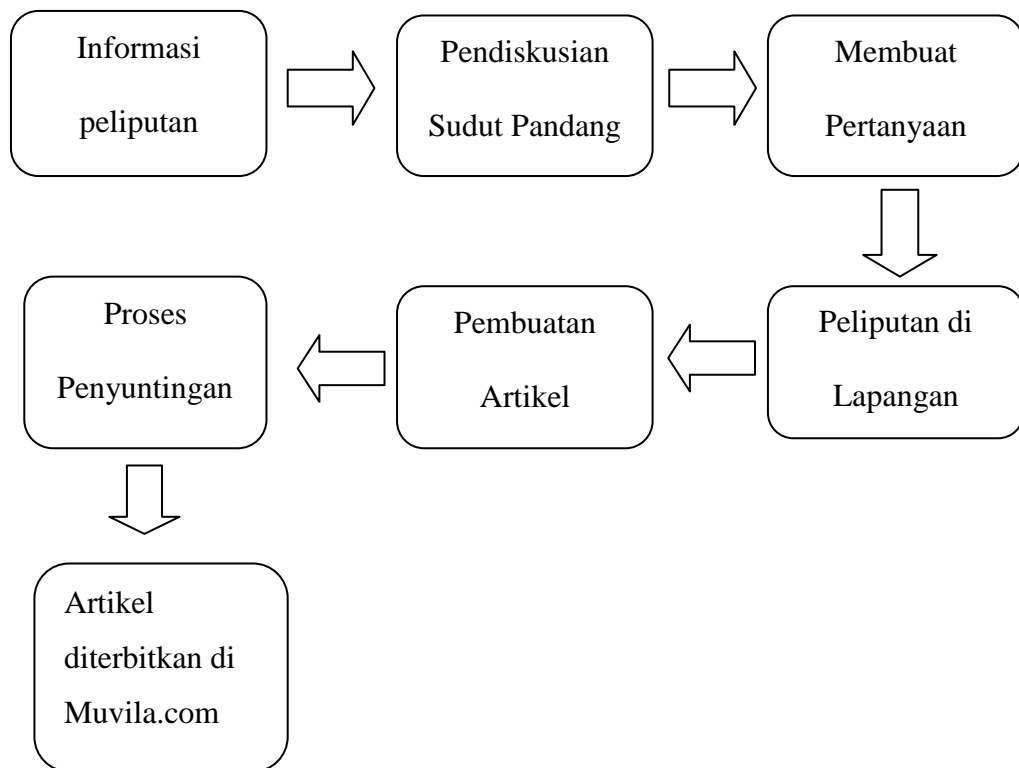 Informasi
peliputan
Pendiskusian
Sudut Pandang
Membuat
Pertanyaan
Peliputan di
Lapangan
Pembuatan
Artikel
Proses
Penyuntingan
Artikel
diterbitkan di
Muvila.com